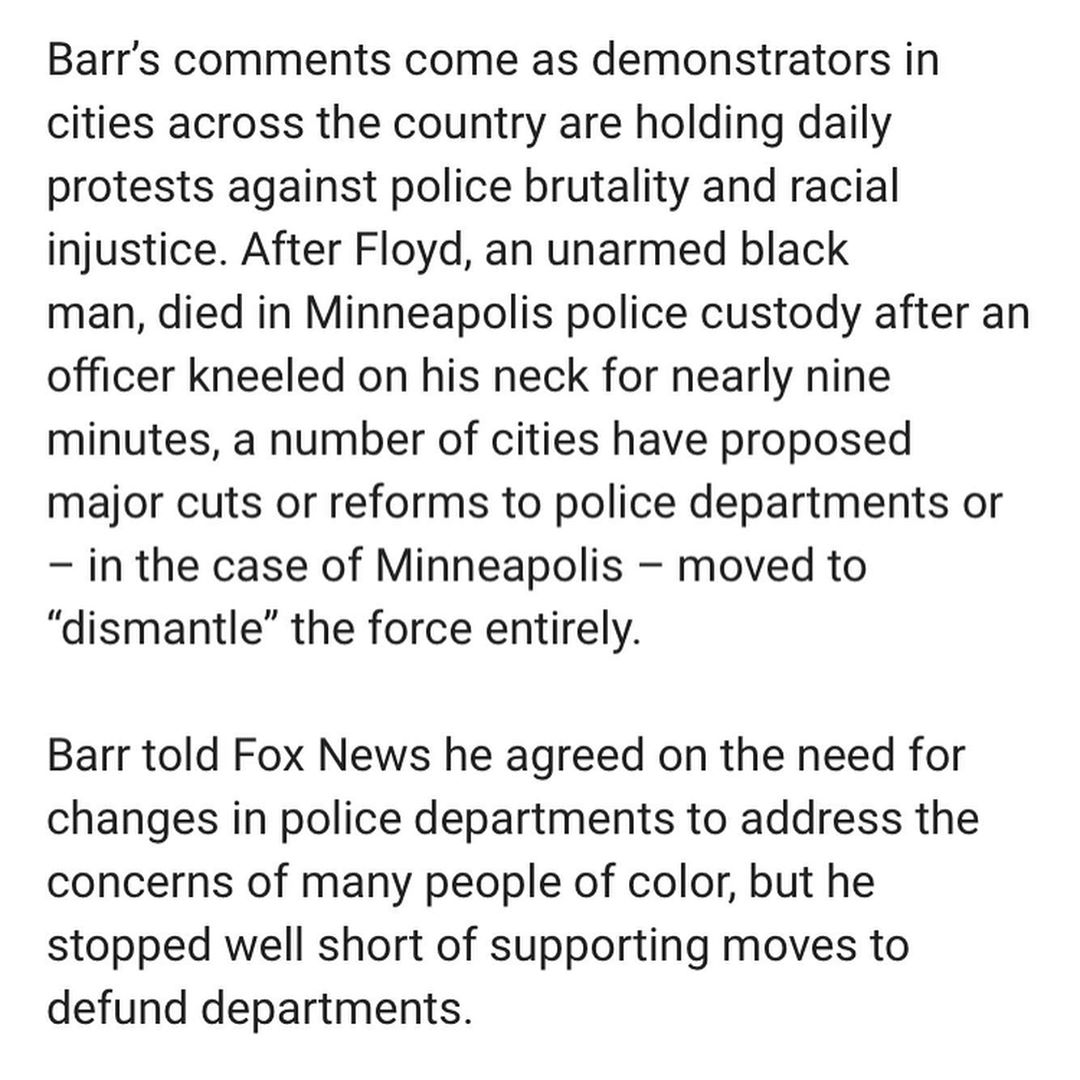 Barr’s comments come as demonstrators in
cities across the country are holding daily
protests against police brutality and racial
injustice. After Floyd, an unarmed black
man, died in Minneapolis police custody after an
officer kneeled on his neck for nearly nine
minutes, a number of cities have proposed
major cuts or reforms to police departments or
– in the case of Minneapolis – moved to
“dismantle” the force entirely.
Barr told Fox News he agreed on the need for
changes in police departments to address the
concerns of many people of color, but he
stopped well short of supporting moves to
defund departments.